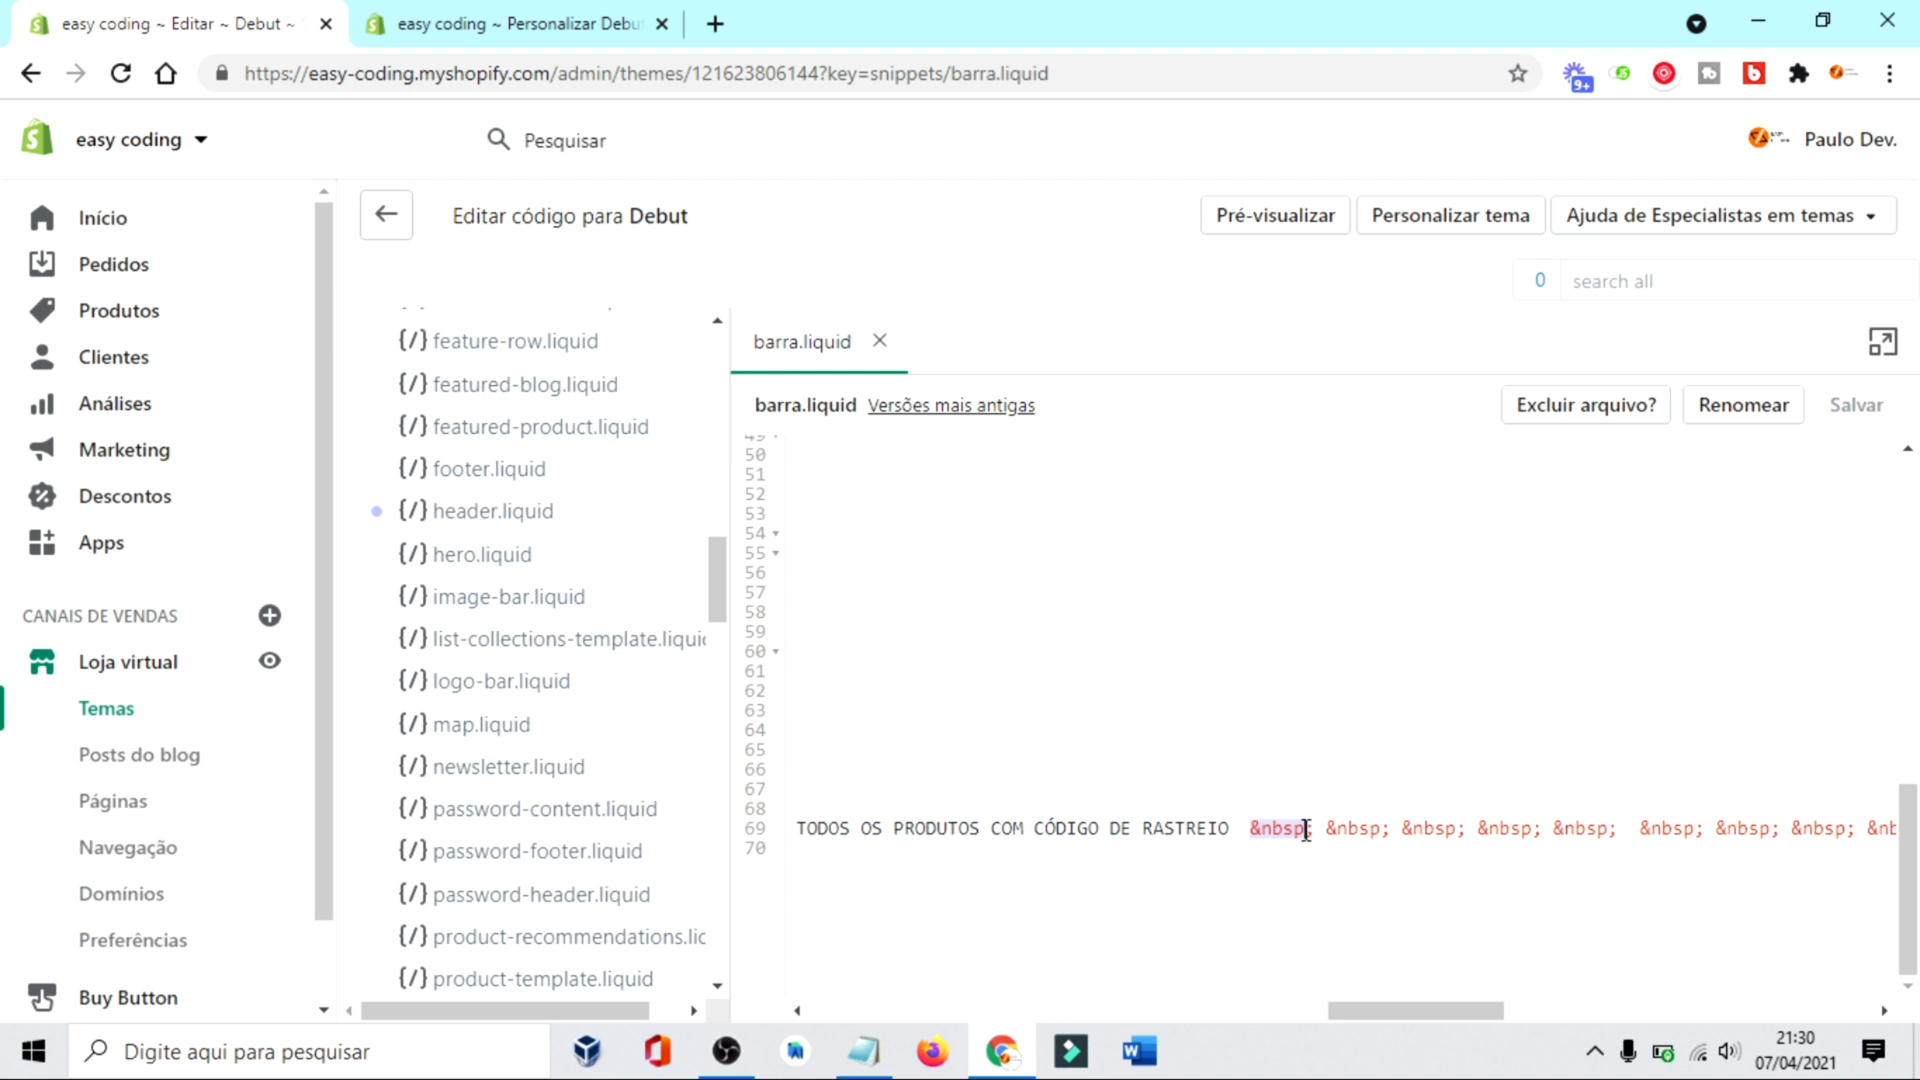 easy coding ~ Editar ~ Debut ~
easy coding ~ Personalizar Debu
https://easy-coding.myshopify.com/admin/themes/121623806144?key=snippets/barra.liquid
9+
easy coding
Pesquisar
Paulo Dev.
Início
Pedidos
Produtos
Clientes
Análises
Marketing
Descontos
Apps
CANAIS DE VENDAS
Loja virtual
Temas
Posts do blog
Páginas
Navegação
Domínios
Preferências
Buy Button
Editar código para Debut
Pré-visualizar
Personalizar tema
Ajuda de Especialistas em temas
0
search all
{/} feature-row.liquid
{/} featured-blog.liquid
{/} featured-product.liquid
{/} footer.liquid
{/} header.liquid
{/} hero.liquid
{/} image-bar.liquid
{/} list-collections-template.liquid
{/} logo-bar.liquid
{/} map.liquid
{/} newsletter.liquid
{/} password-content.liquid
{/} password-footer.liquid
{/} password-header.liquid
{/} product-recommendations.lic
{/} product-template.liquid
barra.liquid
barra.liquid Versões mais antigas
Excluir arquivo?
Renomear
Salvar
49
50
51
52
53
54
55
56
57
58
59
60
61
62
63
64
65
66
67
68
69 TODOS OS PRODUTOS COM CÓDIGO DE RASTREIO &nbsp; &nbsp; &nbsp; &nbsp; &nbsp; &nbsp; &nbsp; &nbsp; &nb
70
Digite aqui para pesquisar
21:30
07/04/2021